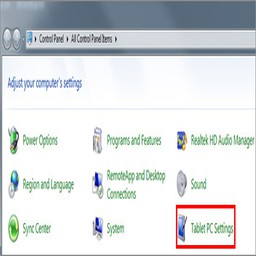 Control Panel ▸ All Control Panel Items ▸
Adjust your computer's settings
Power Options
Programs and Features
Realtek HD Audio Manager
Region and Language
RemoteApp and Desktop
Connections
Sound
Sync Center
System
Tablet PC Settings